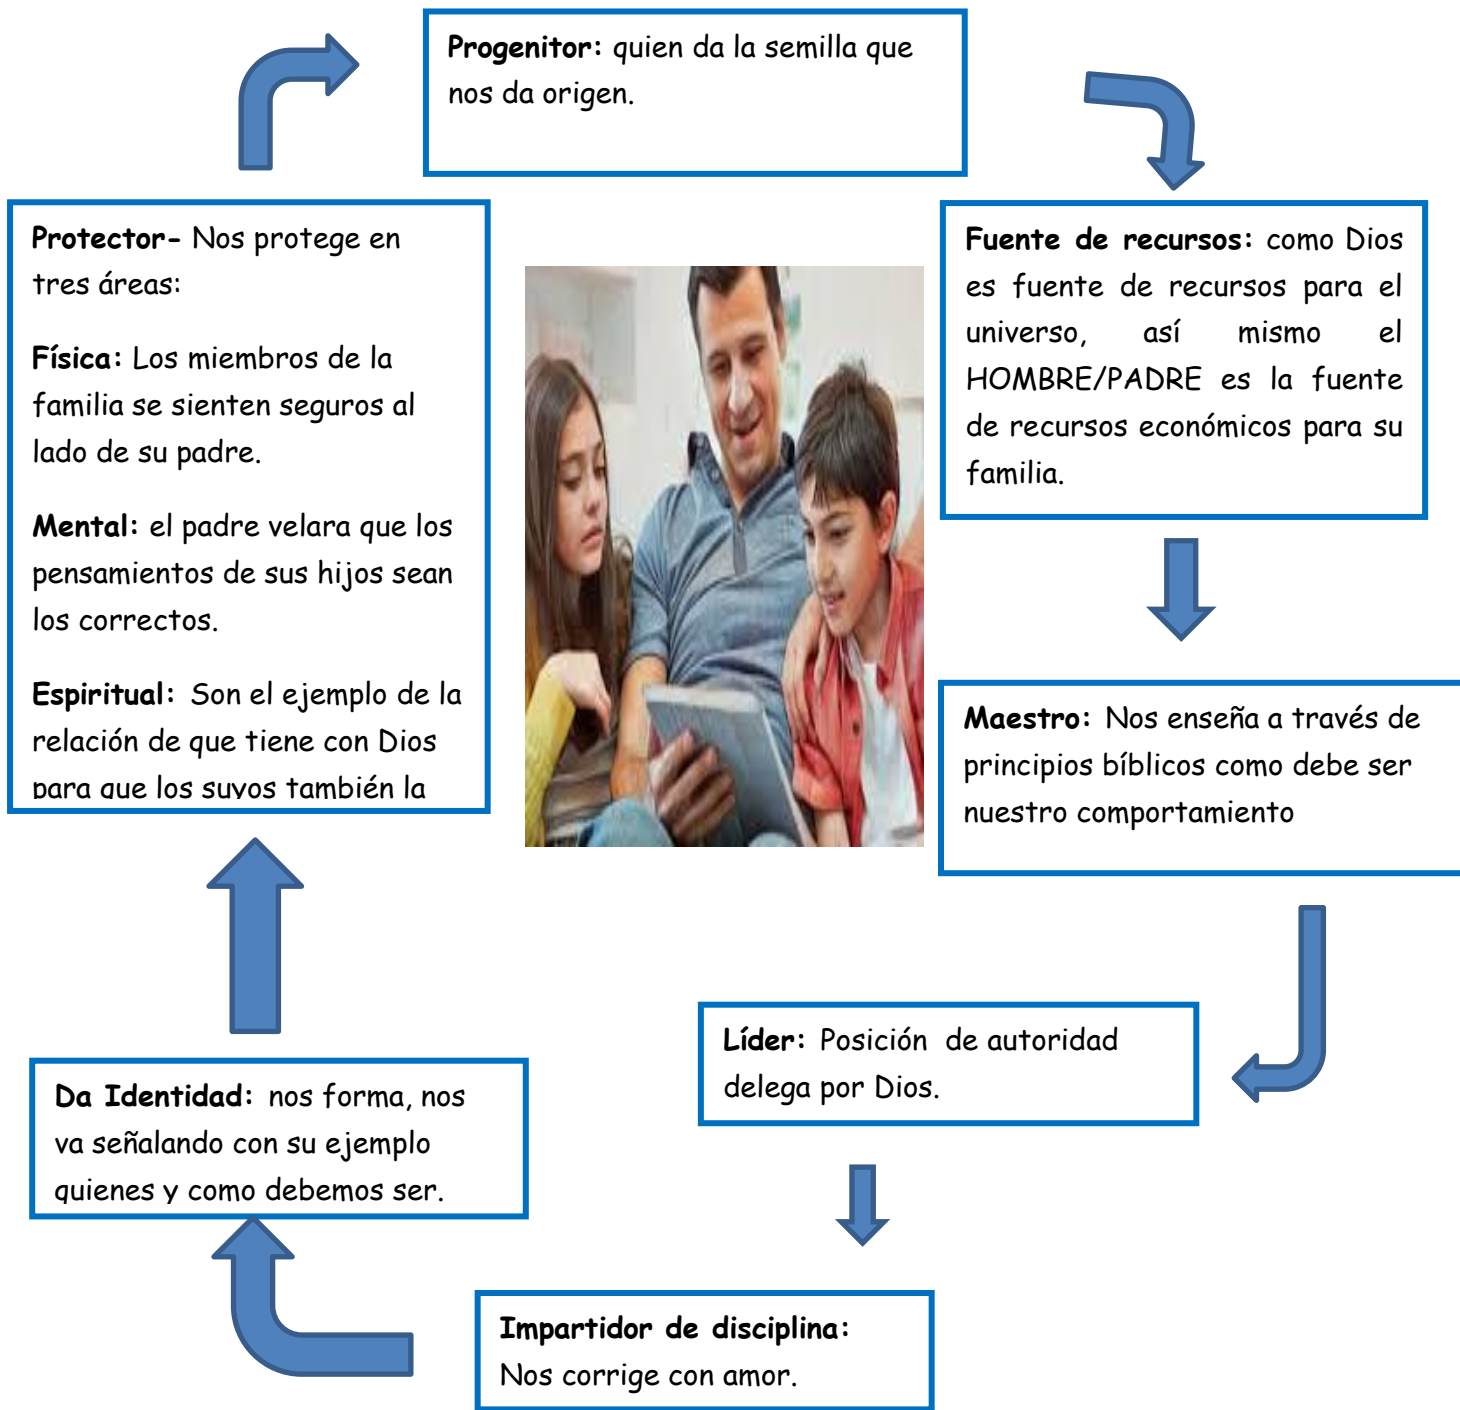 Progenitor: quien da la semilla que
nos da origen.
Fuente de recursos: como Dios
es fuente de recursos para el
universo, así mismo el
HOMBRE/PADRE es la fuente
de recursos económicos para su
familia.
Maestro: Nos enseña a través de
principios bíblicos como debe ser
nuestro comportamiento
Líder: Posición de autoridad
delega por Dios.
Impartidor de disciplina:
Nos corrige con amor.
Da Identidad: nos forma, nos
va señalando con su ejemplo
quienes y como debemos ser.
Protector- Nos protege en
tres áreas:
Física: Los miembros de la
familia se sienten seguros al
lado de su padre.
Mental: el padre velara que los
pensamientos de sus hijos sean
los correctos.
Espiritual: Son el ejemplo de la
relación de que tiene con Dios
para que los suyos también la